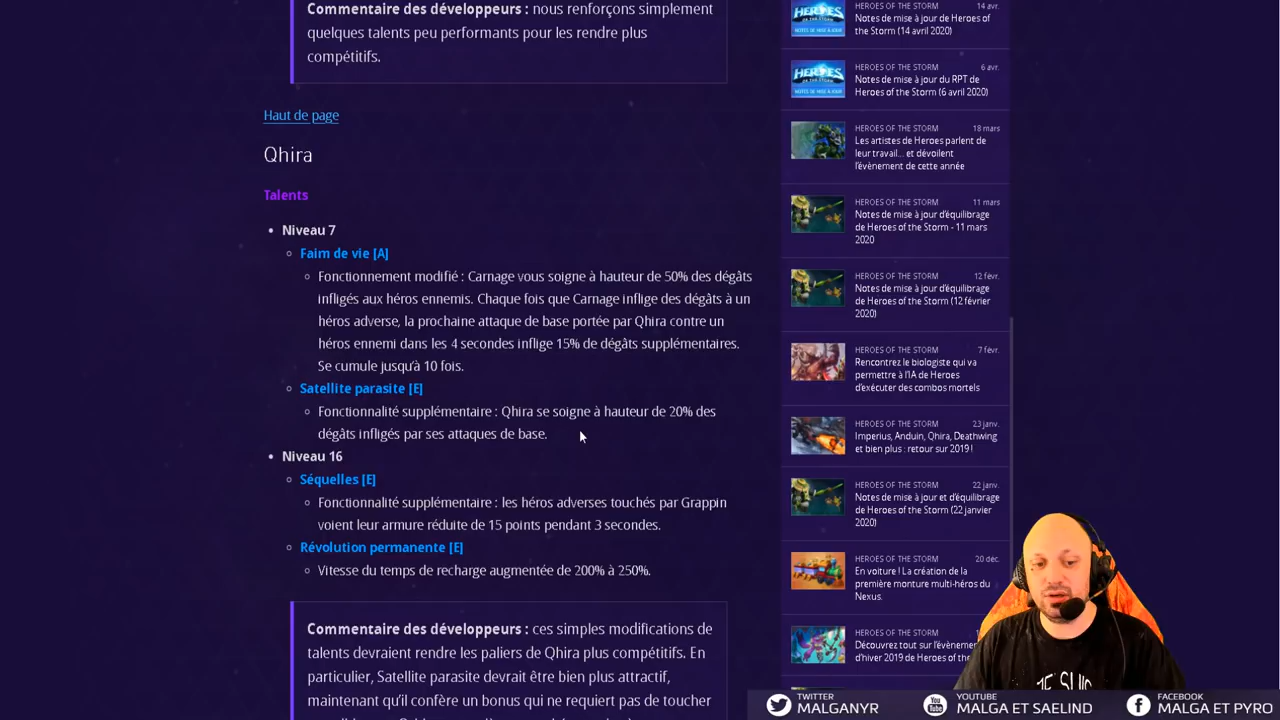 Commentaire des développeurs : nous renforçons simplement
quelques talents peu performants pour les rendre plus
compétitifs.
Haut de page
Qhira
Talents
Niveau 7
Faim de vie [A]
Fonctionnement modifié : Carnage vous soigne à hauteur de 50% des dégâts
infligés aux héros ennemis. Chaque fois que Carnage inflige des dégâts à un
héros adverse, la prochaine attaque de base portée par Qhira contre un
héros ennemi dans les 4 secondes inflige 15% de dégâts supplémentaires.
Se cumule jusqu'à 10 fois.
Satellite parasite [E]
Fonctionnalité supplémentaire : Qhira se soigne à hauteur de 20% des
dégâts infligés par ses attaques de base.
Niveau 16
Séquelles [E]
Fonctionnalité supplémentaire : les héros adverses touchés par Grappin
voient leur armure réduite de 15 points pendant 3 secondes.
Révolution permanente [E]
Vitesse du temps de recharge augmentée de 200% à 250%.
Commentaire des développeurs : ces simples modifications de
talents devraient rendre les paliers de Qhira plus compétitifs. En
particulier, Satellite parasite devrait être bien plus attractif,
maintenant qu'il confère un bonus qui ne requiert pas de toucher
14 avr.
Notes de mise à jour de Heroes of
the Storm (14 avril 2020)
HEROES OF THE STORM 6 avr.
Notes de mise à jour du RPT de
Heroes of the Storm (6 avril 2020)
HEROES OF THE STORM 18 mars
Les artistes de Heroes parlent de
leur travail... et dévoilent
l'évènement de cette année
HEROES OF THE STORM 11 mars
Notes de mise à jour d'équilibrage
de Heroes of the Storm - 11 mars
2020
HEROES OF THE STORM 12 févr.
Notes de mise à jour d'équilibrage
de Heroes of the Storm (12 février
2020)
HEROES OF THE STORM 7 févr.
Rencontrez le biologiste qui va
permettre à l'IA de Heroes
d'exécuter des combos mortels
HEROES OF THE STORM 23 janv.
Imperius, Anduin, Qhira, Deathwing
et bien plus : retour sur 2019 !
HEROES OF THE STORM 22 janv.
Notes de mise à jour et d'équilibrage
de Heroes of the Storm (22 janvier
2020)
HEROES OF THE STORM 20 déc.
En voiture ! La création de la
première monture multi-héros du
Nexus.
HEROES OF THE STORM
Découvrez tout sur l'évènement
d'hiver 2019 de Heroes of the
JE SUIS
TWITTER
MALGANYR
YOUTUBE
MALGA ET SAELIND
FACEBOOK
MALGA ET PYRO